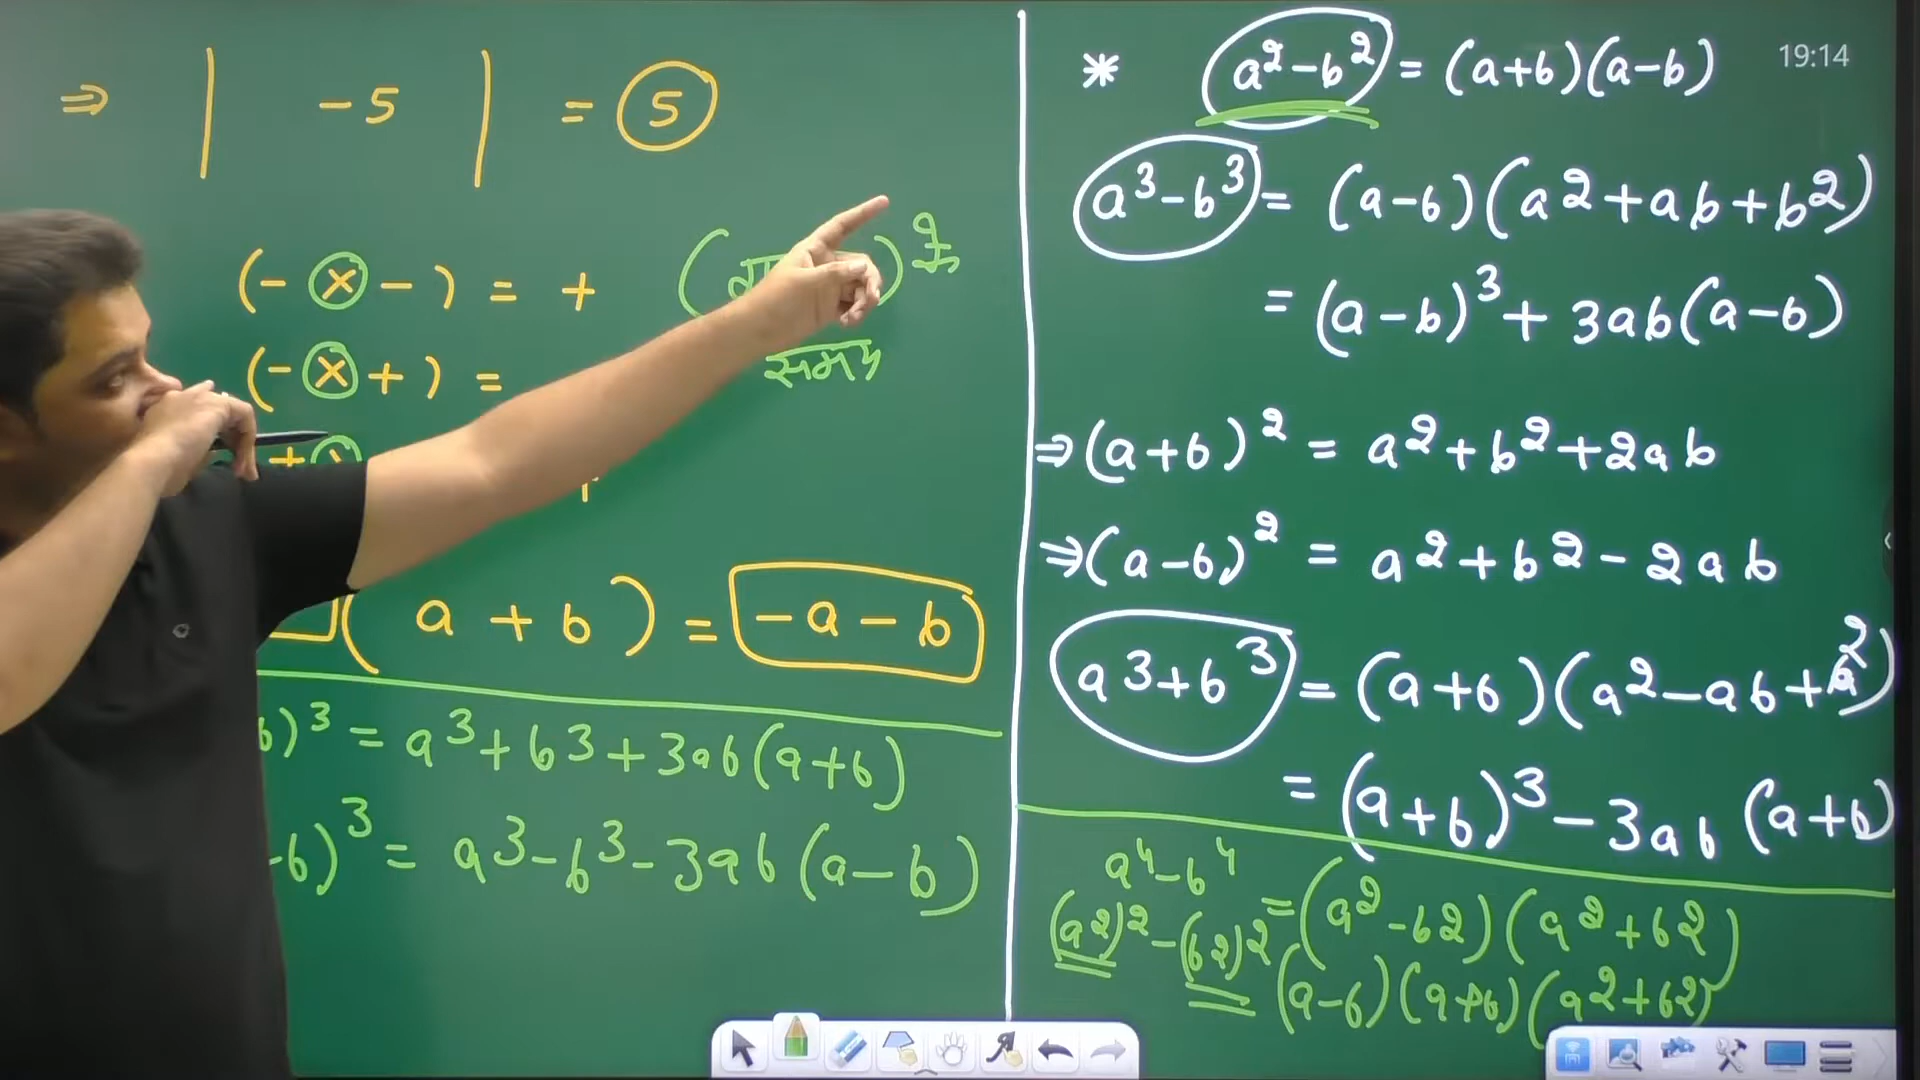 ⇒ | -5 | = 5
(- × -) = +
(- × +) =
समय
( a + b ) = -a - b
b)³ = a³ + b³ + 3ab(a+b)
-b)³ = a³ - b³ - 3ab(a-b)
19:14
* a² - b² = (a+b)(a-b)
a³ - b³ = (a-b)(a² + ab + b²)
= (a-b)³ + 3ab(a-b)
⇒ (a+b)² = a² + b² + 2ab
⇒ (a-b)² = a² + b² - 2ab
a³ + b³ = (a+b)(a² - ab + ²)
= (a+b)³ - 3ab (a+b)
a⁴ - b⁴
(a²)² - (b²)² = (a² - b²)(a² + b²)
(a-b)(a+b)(a² + b²)